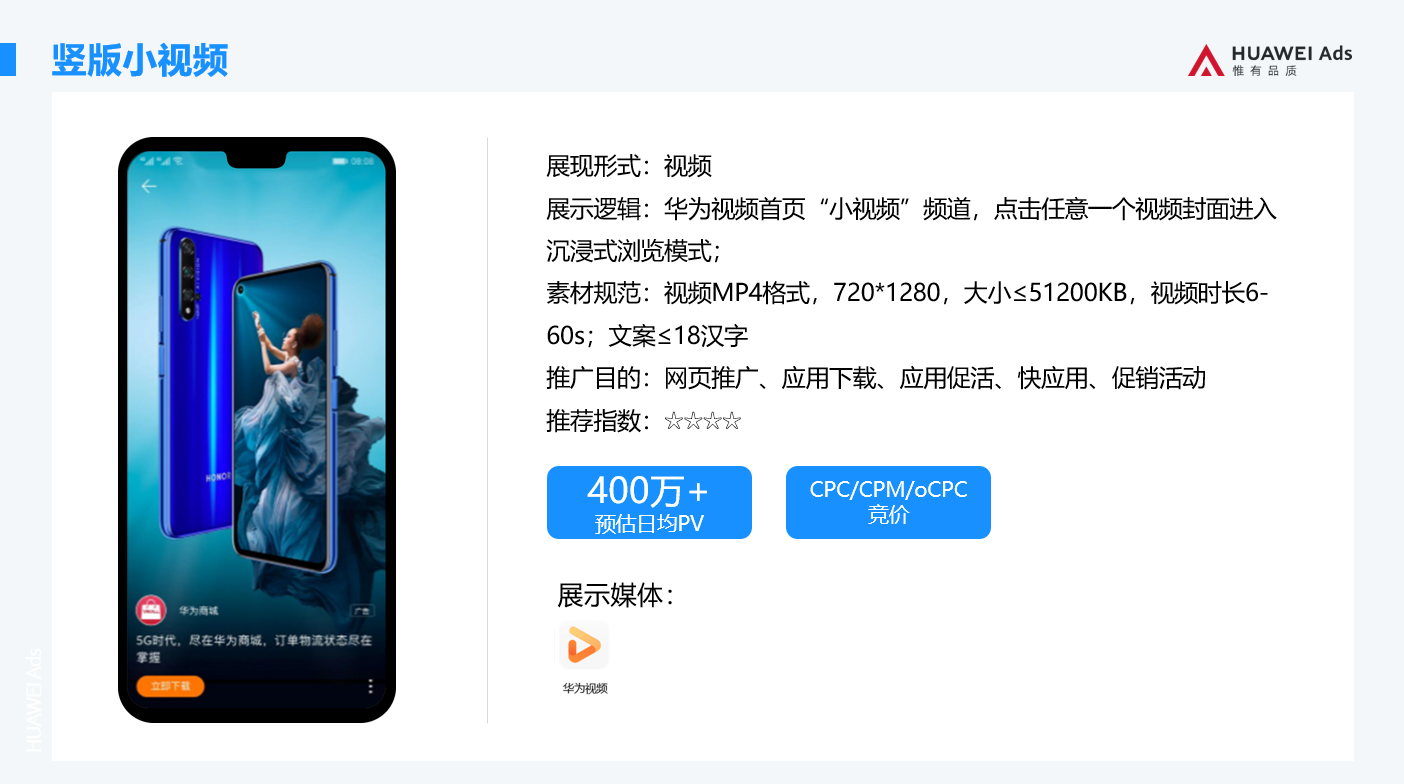 竖版小视频
HUAWEI Ads
惟有品质
08:08
HONOR
华为商城
广告
5G时代，尽在华为商城，订单物流状态尽在
掌握
立即下载
展现形式：视频
展示逻辑：华为视频首页“小视频”频道，点击任意一个视频封面进入
沉浸式浏览模式；
素材规范：视频MP4格式，720*1280，大小≤51200KB，视频时长6-
60s；文案≤18汉字
推广目的：网页推广、应用下载、应用促活、快应用、促销活动
推荐指数：☆☆☆☆
400万+
预估日均PV
CPC/CPM/oCPC
竞价
展示媒体：
华为视频
HUAWEI Ads